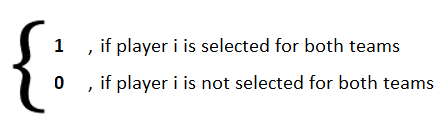 1 , if player i is selected for both teams
0 , if player i is not selected for both teams